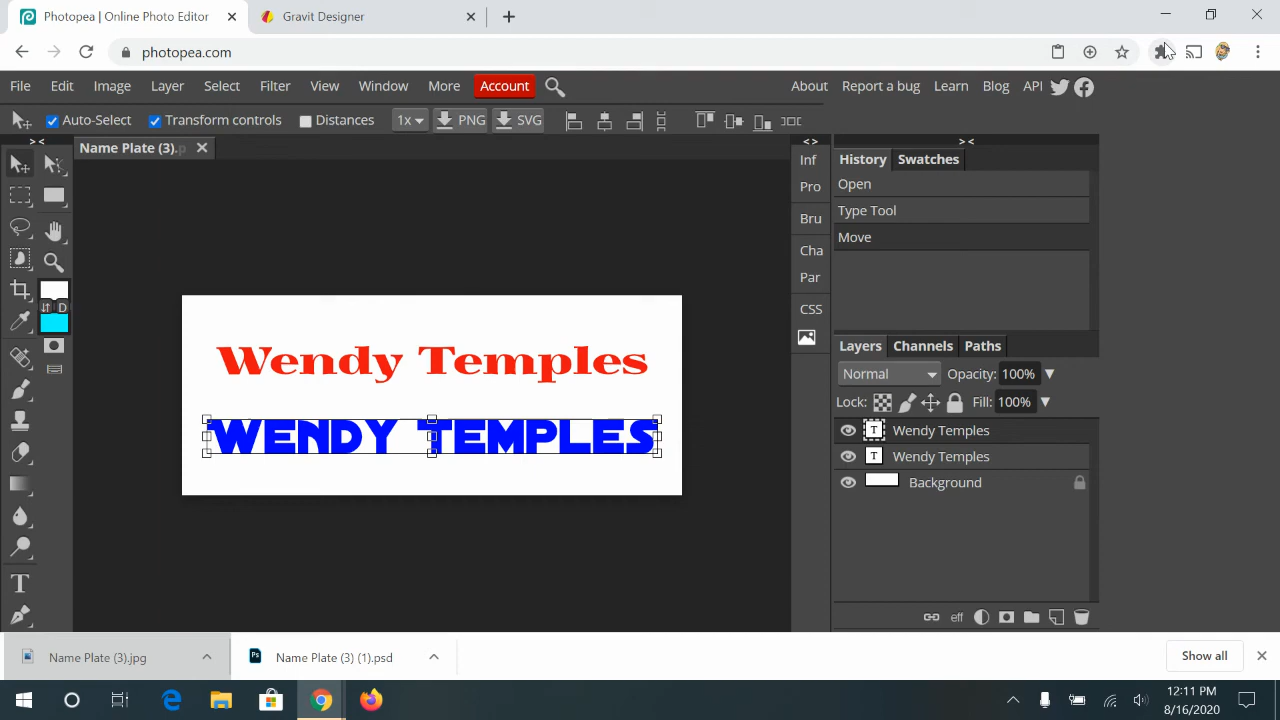 Photopea | Online Photo Editor
Gravit Designer
photopea.com
File Edit Image Layer Select Filter View Window More Account
About Report a bug Learn Blog API
Auto-Select Transform controls Distances 1x PNG SVG
Name Plate (3).p
Inf
Pro
Bru
Cha
Par
CSS
History Swatches
Open
Type Tool
Move
D
Wendy Temples
WENDY TEMPLES
Layers Channels Paths
Normal Opacity: 100%
Lock: Fill: 100%
T Wendy Temples
T Wendy Temples
Background
eff
T
Name Plate (3).jpg
Ps Name Plate (3) (1).psd
Show all
12:11 PM
8/16/2020